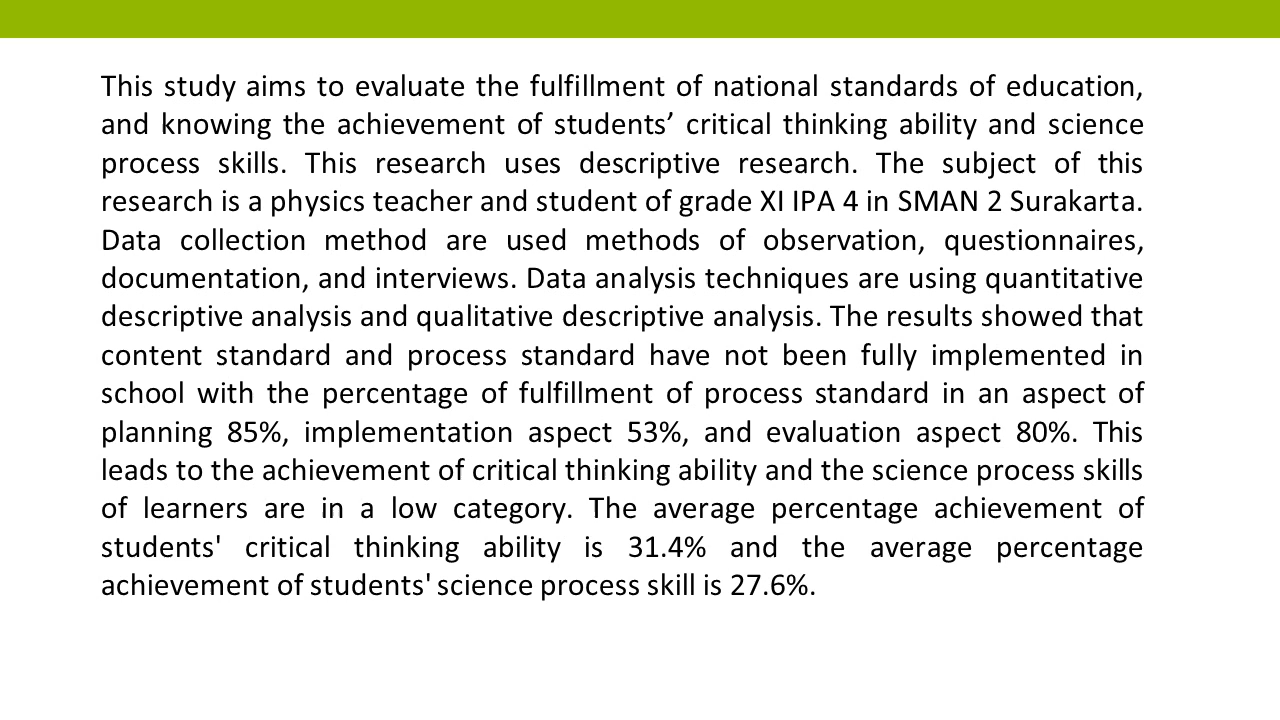 This study aims to evaluate the fulfillment of national standards of education,
and knowing the achievement of students’ critical thinking ability and science
process skills. This research uses descriptive research. The subject of this
research is a physics teacher and student of grade XI IPA 4 in SMAN 2 Surakarta.
Data collection method are used methods of observation, questionnaires,
documentation, and interviews. Data analysis techniques are using quantitative
descriptive analysis and qualitative descriptive analysis. The results showed that
content standard and process standard have not been fully implemented in
school with the percentage of fulfillment of process standard in an aspect of
planning 85%, implementation aspect 53%, and evaluation aspect 80%. This
leads to the achievement of critical thinking ability and the science process skills
of learners are in a low category. The average percentage achievement of
students' critical thinking ability is 31.4% and the average percentage
achievement of students' science process skill is 27.6%.